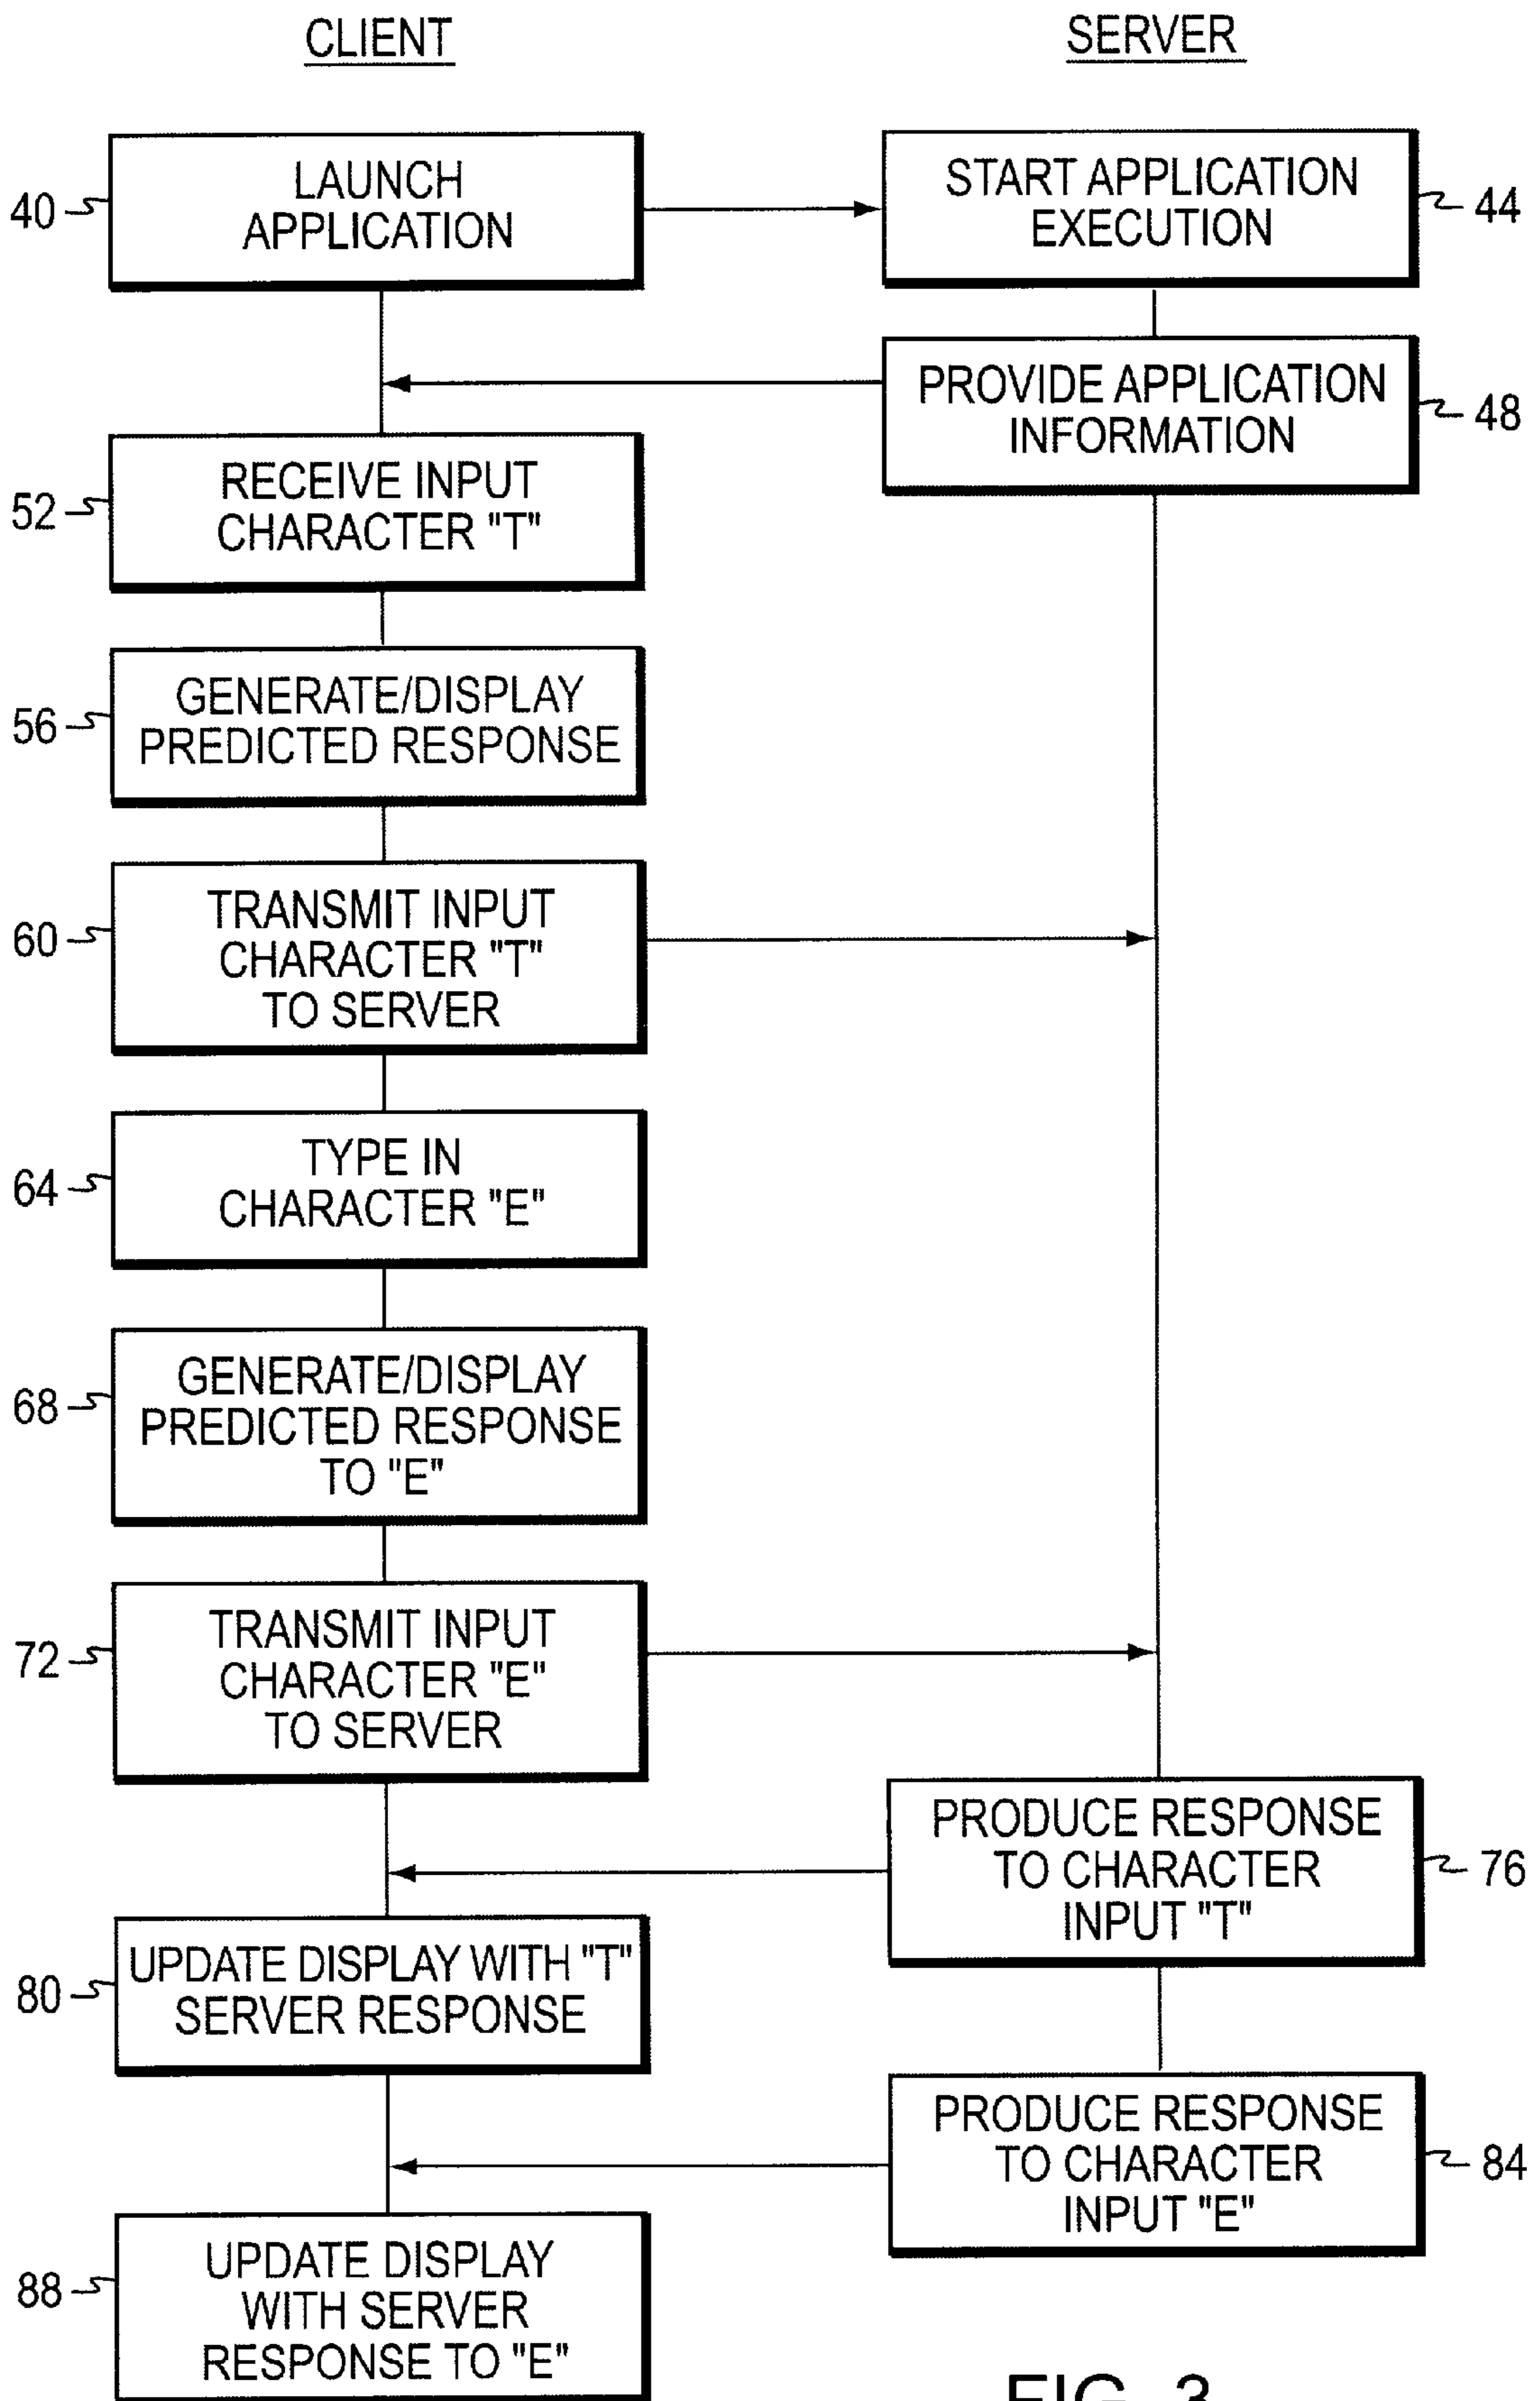 CLIENT
SERVER
LAUNCH
APPLICATION
40
START APPLICATION
EXECUTION
44
PROVIDE APPLICATION
INFORMATION
48
RECEIVE INPUT
CHARACTER "T"
52
GENERATE/DISPLAY
PREDICTED RESPONSE
56
TRANSMIT INPUT
CHARACTER "T"
TO SERVER
60
TYPE IN
CHARACTER "E"
64
GENERATE/DISPLAY
PREDICTED RESPONSE
TO "E"
68
TRANSMIT INPUT
CHARACTER "E"
TO SERVER
72
PRODUCE RESPONSE
TO CHARACTER
INPUT "T"
76
UPDATE DISPLAY WITH "T"
SERVER RESPONSE
80
PRODUCE RESPONSE
TO CHARACTER
INPUT "E"
84
UPDATE DISPLAY
WITH SERVER
RESPONSE TO "E"
88
FIG. 3